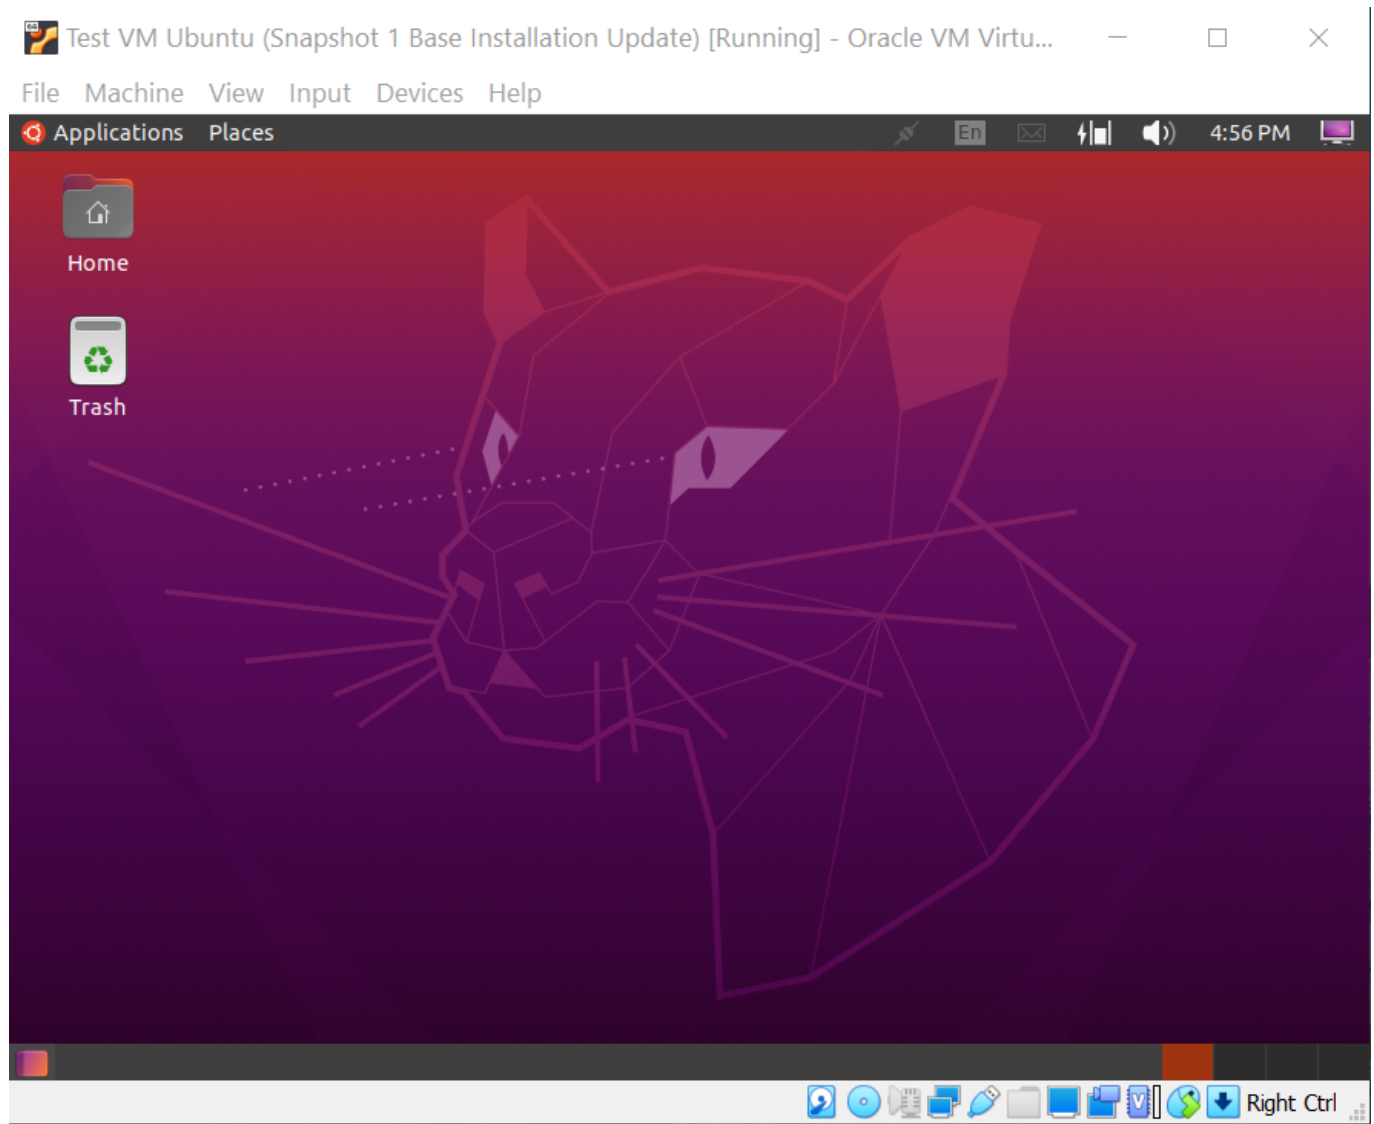 Test VM Ubuntu (Snapshot 1 Base Installation Update) [Running] - Oracle VM Virtu...
File Machine View Input Devices Help
Applications Places En 4:56 PM
Home
Trash
Right Ctrl